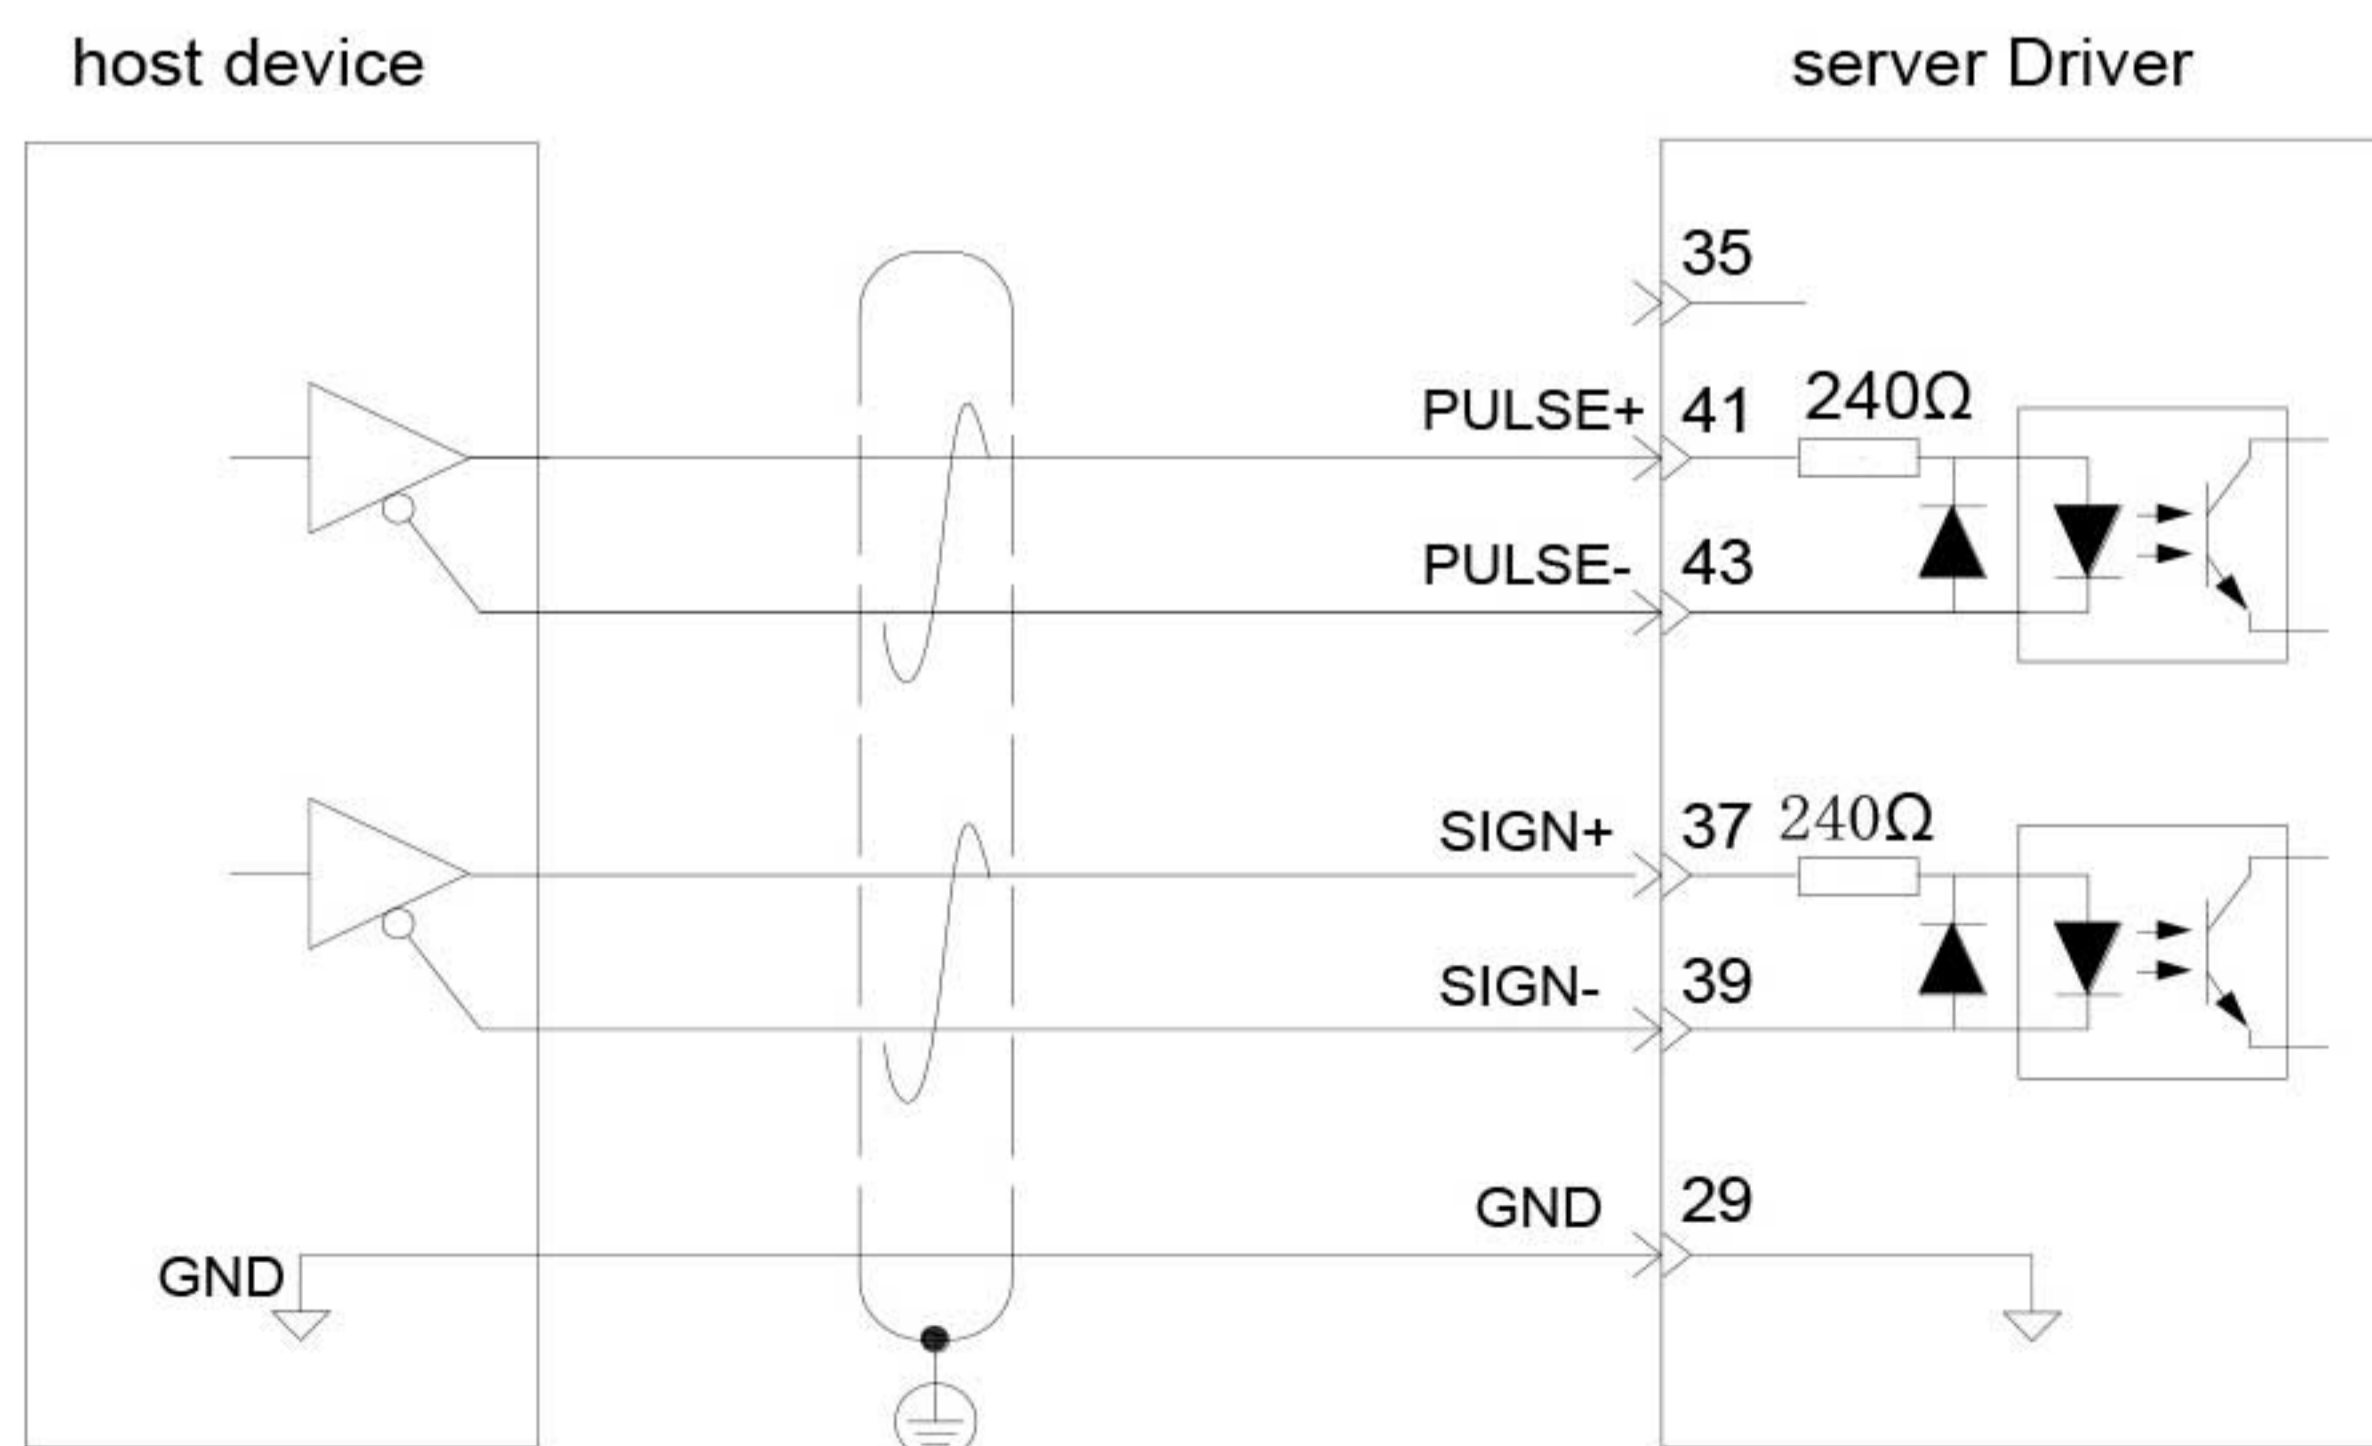 host device
server Driver
35
PULSE+ 41 240Ω
PULSE- 43
SIGN+ 37 240Ω
SIGN- 39
GND 29
GND